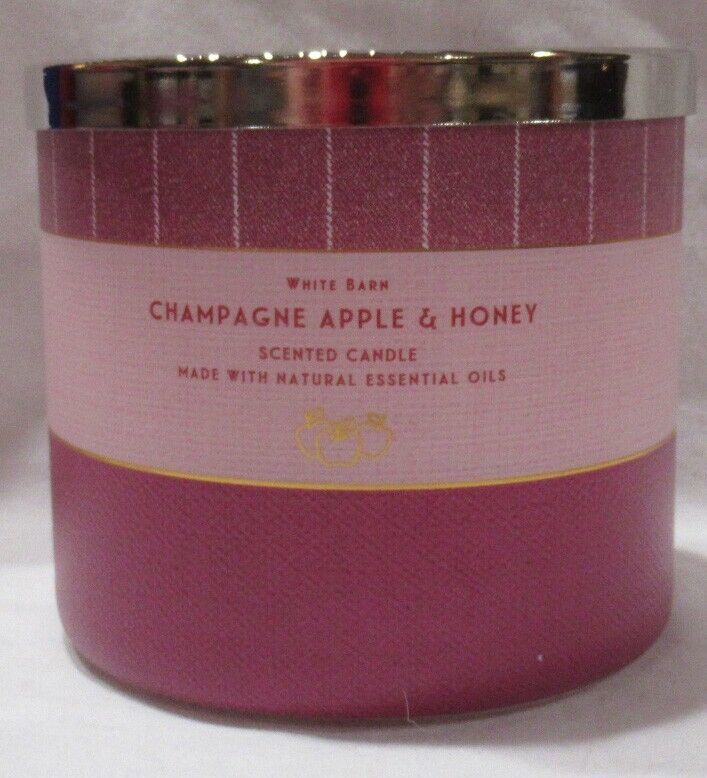 WHITE BARN
CHAMPAGNE APPLE & HONEY
SCENTED CANDLE
MADE WITH NATURAL ESSENTIAL OILS